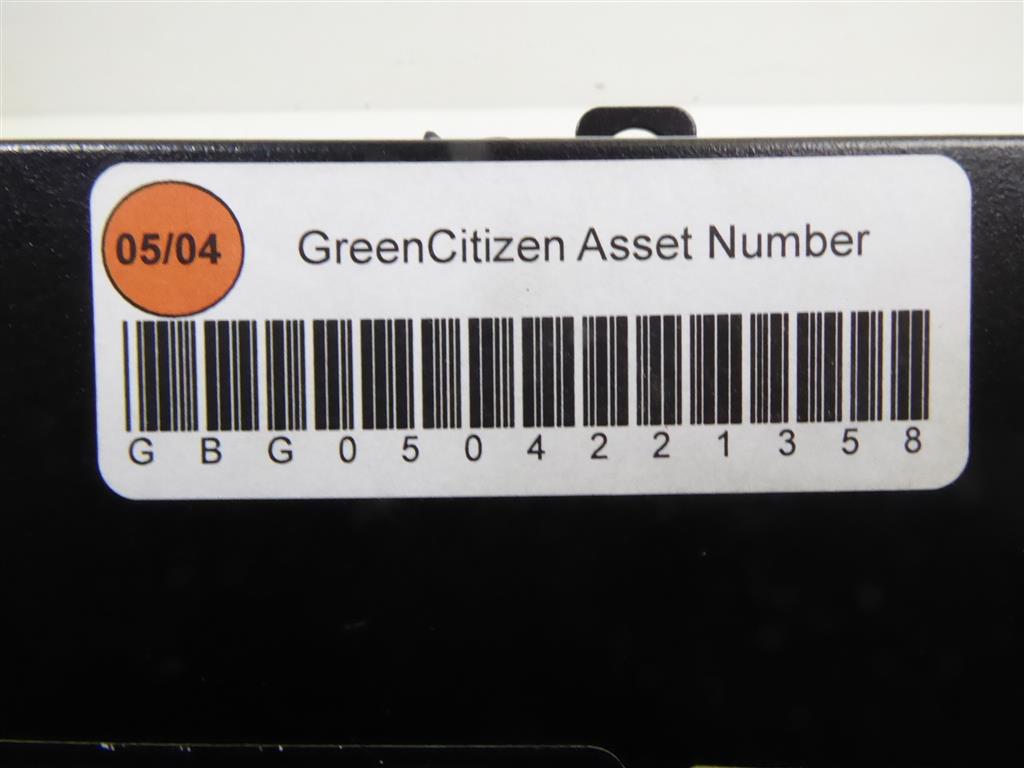 05/04
GreenCitizen Asset Number
G B G 0 5 0 4 2 2 1 3 5 8